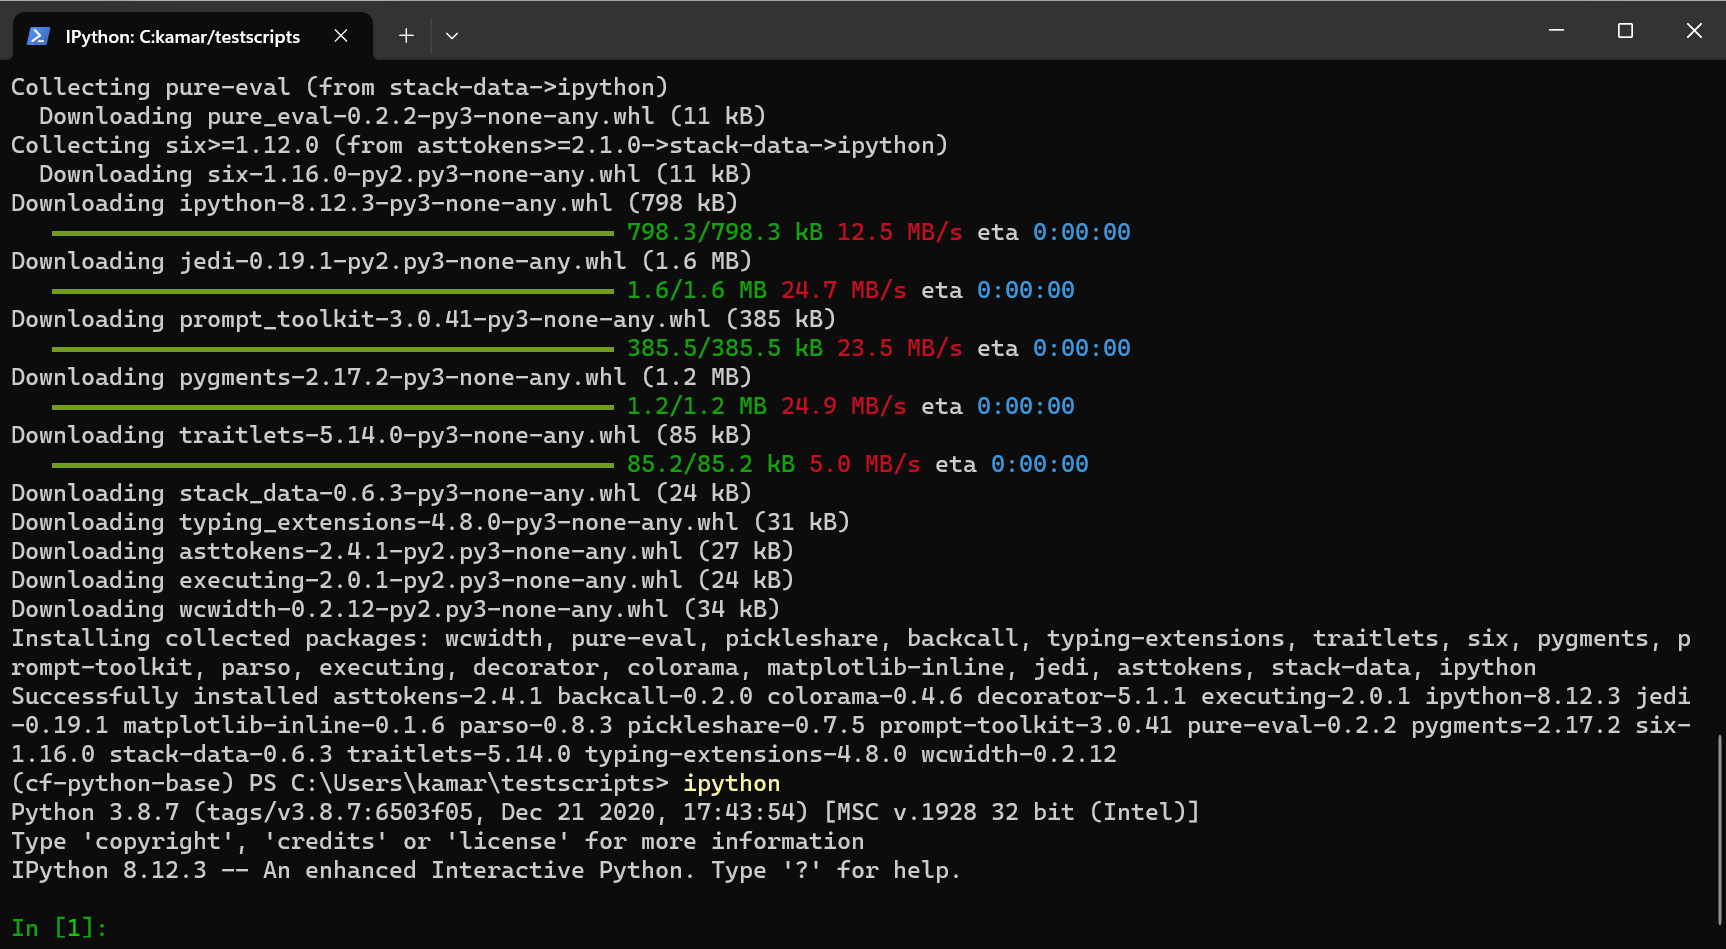 IPython: C:kamar/testscripts
Collecting pure-eval (from stack-data->ipython)
  Downloading pure_eval-0.2.2-py3-none-any.whl (11 kB)
Collecting six>=1.12.0 (from asttokens>=2.1.0->stack-data->ipython)
  Downloading six-1.16.0-py2.py3-none-any.whl (11 kB)
Downloading ipython-8.12.3-py3-none-any.whl (798 kB)
798.3/798.3 kB 12.5 MB/s eta 0:00:00
Downloading jedi-0.19.1-py2.py3-none-any.whl (1.6 MB)
1.6/1.6 MB 24.7 MB/s eta 0:00:00
Downloading prompt_toolkit-3.0.41-py3-none-any.whl (385 kB)
385.5/385.5 kB 23.5 MB/s eta 0:00:00
Downloading pygments-2.17.2-py3-none-any.whl (1.2 MB)
1.2/1.2 MB 24.9 MB/s eta 0:00:00
Downloading traitlets-5.14.0-py3-none-any.whl (85 kB)
85.2/85.2 kB 5.0 MB/s eta 0:00:00
Downloading stack_data-0.6.3-py3-none-any.whl (24 kB)
Downloading typing_extensions-4.8.0-py3-none-any.whl (31 kB)
Downloading asttokens-2.4.1-py2.py3-none-any.whl (27 kB)
Downloading executing-2.0.1-py2.py3-none-any.whl (24 kB)
Downloading wcwidth-0.2.12-py2.py3-none-any.whl (34 kB)
Installing collected packages: wcwidth, pure-eval, pickleshare, backcall, typing-extensions, traitlets, six, pygments, p
rompt-toolkit, parso, executing, decorator, colorama, matplotlib-inline, jedi, asttokens, stack-data, ipython
Successfully installed asttokens-2.4.1 backcall-0.2.0 colorama-0.4.6 decorator-5.1.1 executing-2.0.1 ipython-8.12.3 jedi
-0.19.1 matplotlib-inline-0.1.6 parso-0.8.3 pickleshare-0.7.5 prompt-toolkit-3.0.41 pure-eval-0.2.2 pygments-2.17.2 six-
1.16.0 stack-data-0.6.3 traitlets-5.14.0 typing-extensions-4.8.0 wcwidth-0.2.12
(cf-python-base) PS C:\Users\kamar\testscripts> ipython
Python 3.8.7 (tags/v3.8.7:6503f05, Dec 21 2020, 17:43:54) [MSC v.1928 32 bit (Intel)]
Type 'copyright', 'credits' or 'license' for more information
IPython 8.12.3 -- An enhanced Interactive Python. Type '?' for help.
In [1]: